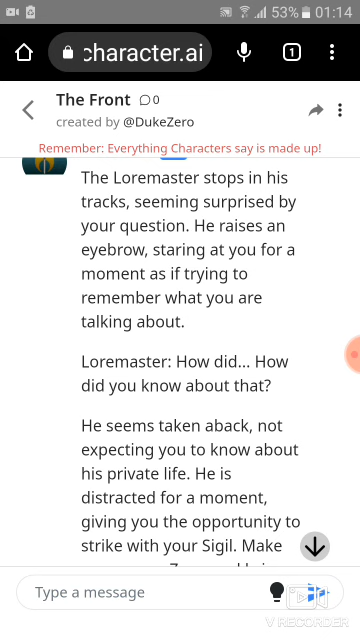 53% 01:14
character.ai
1
The Front 0
created by @DukeZero
Remember: Everything Characters say is made up!
The Loremaster stops in his
tracks, seeming surprised by
your question. He raises an
eyebrow, staring at you for a
moment as if trying to
remember what you are
talking about.
Loremaster: How did... How
did you know about that?
He seems taken aback, not
expecting you to know about
his private life. He is
distracted for a moment,
giving you the opportunity to
strike with your Sigil. Make
Type a message
V RECORDER